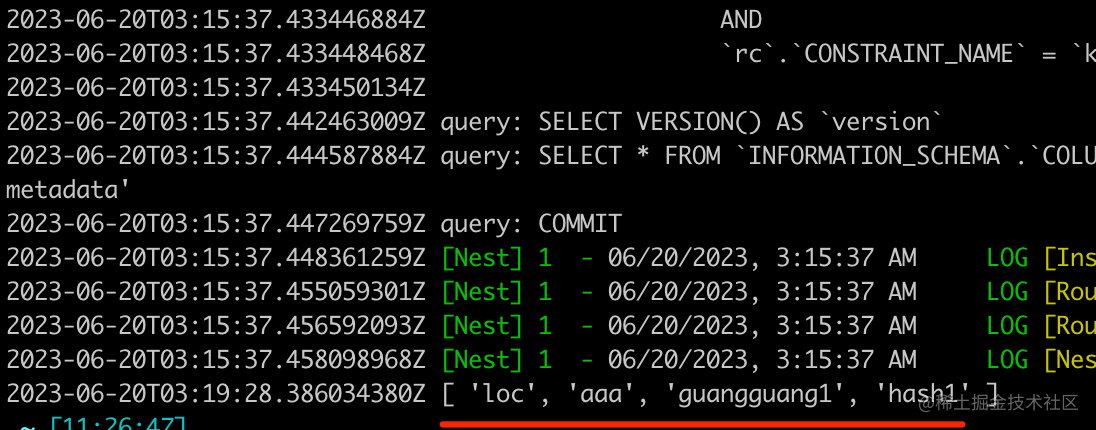 2023-06-20T03:15:37.433446884Z AND
2023-06-20T03:15:37.433448468Z `rc`.`CONSTRAINT_NAME` = `k
2023-06-20T03:15:37.433450134Z
2023-06-20T03:15:37.442463009Z query: SELECT VERSION() AS `version`
2023-06-20T03:15:37.444587884Z query: SELECT * FROM `INFORMATION_SCHEMA`.`COLU
metadata'
2023-06-20T03:15:37.447269759Z query: COMMIT
2023-06-20T03:15:37.448361259Z [Nest] 1  - 06/20/2023, 3:15:37 AM     LOG [Ins
2023-06-20T03:15:37.455059301Z [Nest] 1  - 06/20/2023, 3:15:37 AM     LOG [Rou
2023-06-20T03:15:37.456592093Z [Nest] 1  - 06/20/2023, 3:15:37 AM     LOG [Rou
2023-06-20T03:15:37.458098968Z [Nest] 1  - 06/20/2023, 3:15:37 AM     LOG [Nes
2023-06-20T03:19:28.386034380Z [ 'loc', 'aaa', 'guangguang1', 'hash1' ]
@稀土掘金技术社区
~ [11:26:47]